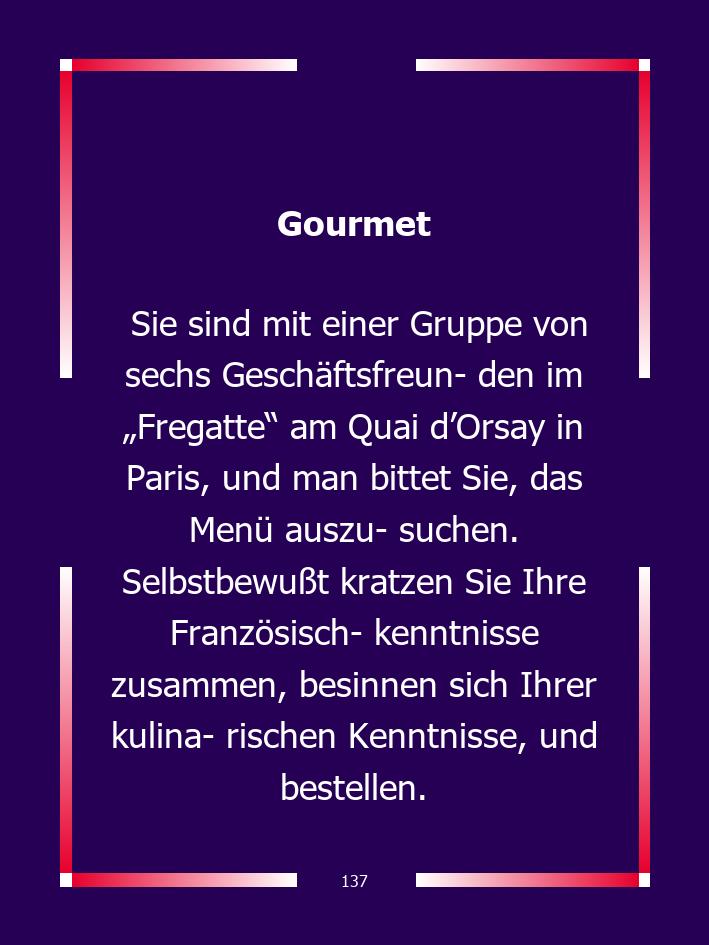 Gourmet
Sie sind mit einer Gruppe von
sechs Geschäftsfreun- den im
„Fregatte“ am Quai d’Orsay in
Paris, und man bittet Sie, das
Menü auszu- suchen.
Selbstbewußt kratzen Sie Ihre
Französisch- kenntnisse
zusammen, besinnen sich Ihrer
kulina- rischen Kenntnisse, und
bestellen.
137